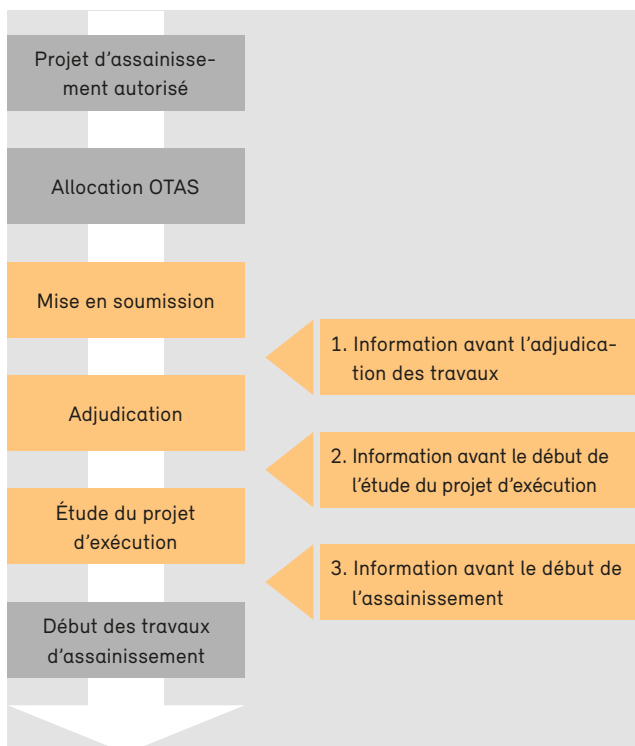 Projet d'assainisse-
ment autorisé
Allocation OTAS
Mise en soumission
1. Information avant l'adjudica-
tion des travaux
Adjudication
2. Information avant le début de
l'étude du projet d'exécution
Étude du projet
d'exécution
3. Information avant le début de
l'assainissement
Début des travaux
d'assainissement